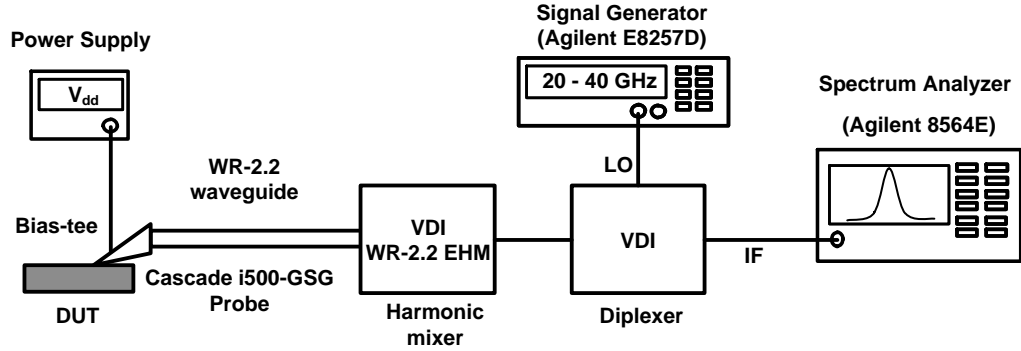 Signal Generator
(Agilent E8257D)
Power Supply
20 - 40 GHz
Vdd
Spectrum Analyzer
(Agilent 8564E)
WR-2.2
waveguide
LO
Bias-tee
VDI
WR-2.2 EHM
VDI
IF
Cascade i500-GSG
Probe
DUT
Harmonic
mixer
Diplexer